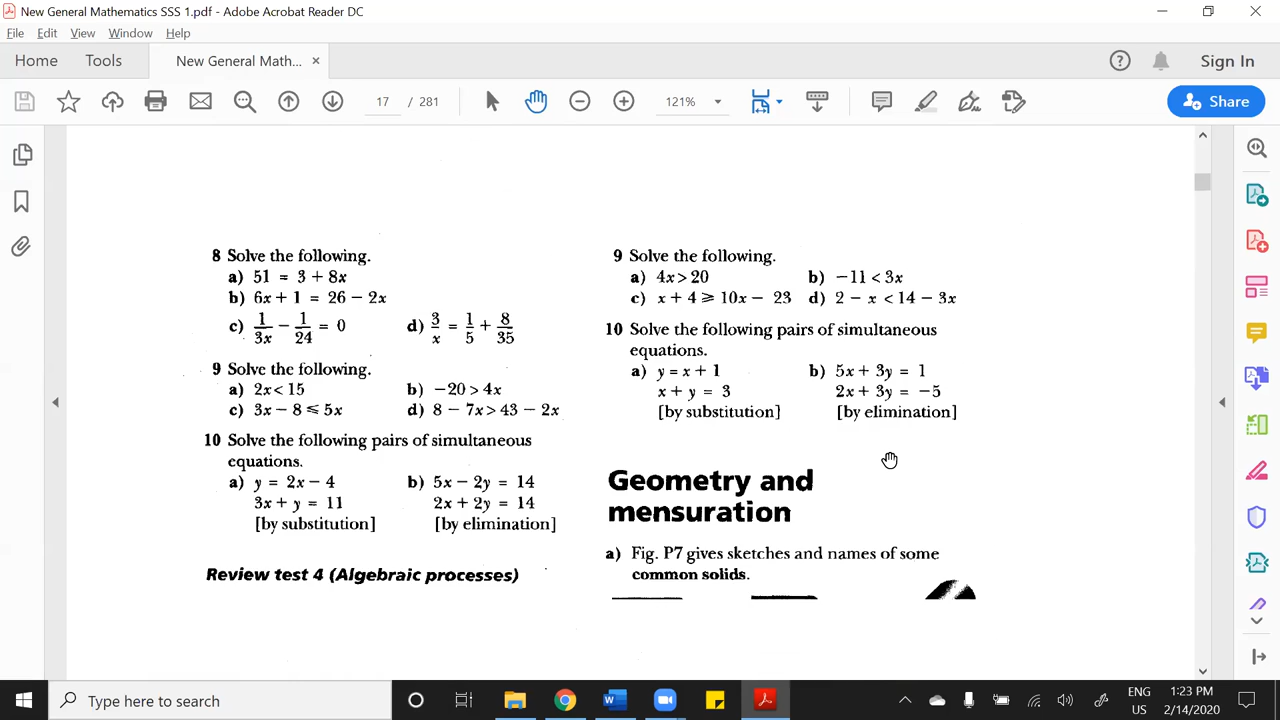 New General Mathematics SSS 1.pdf - Adobe Acrobat Reader DC
File Edit View Window Help
Home Tools New General Math... × Sign In
17 / 281 121% Share
8 Solve the following.
a) 51 = 3 + 8x
b) 6x + 1 = 26 − 2x
c) 1/3x − 1/24 = 0 d) 3/x = 1/5 + 8/35
9 Solve the following.
a) 2x < 15 b) −20 > 4x
c) 3x − 8 ⩽ 5x d) 8 − 7x > 43 − 2x
10 Solve the following pairs of simultaneous
equations.
a) y = 2x − 4 b) 5x − 2y = 14
3x + y = 11 2x + 2y = 14
[by substitution] [by elimination]
Review test 4 (Algebraic processes)
9 Solve the following.
a) 4x > 20 b) −11 < 3x
c) x + 4 ⩾ 10x − 23 d) 2 − x < 14 − 3x
10 Solve the following pairs of simultaneous
equations.
a) y = x + 1 b) 5x + 3y = 1
x + y = 3 2x + 3y = −5
[by substitution] [by elimination]
Geometry and
mensuration
a) Fig. P7 gives sketches and names of some
common solids.
Type here to search
ENG 1:23 PM
US 2/14/2020